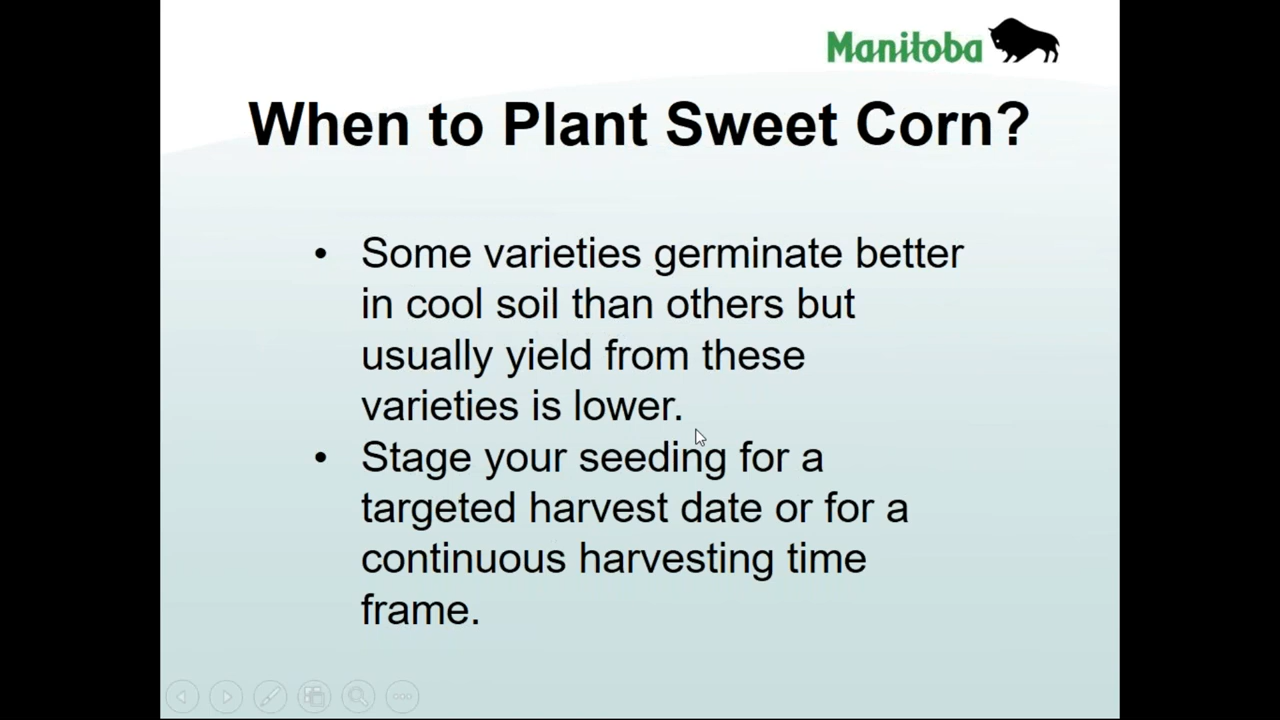 Manitoba
When to Plant Sweet Corn?
• Some varieties germinate better
in cool soil than others but
usually yield from these
varieties is lower.
• Stage your seeding for a
targeted harvest date or for a
continuous harvesting time
frame.